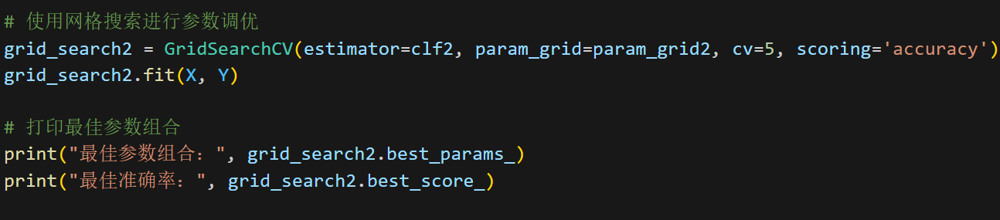 # 使用网格搜索进行参数调优
grid_search2 = GridSearchCV(estimator=clf2, param_grid=param_grid2, cv=5, scoring='accuracy')
grid_search2.fit(X, Y)
# 打印最佳参数组合
print("最佳参数组合：", grid_search2.best_params_)
print("最佳准确率：", grid_search2.best_score_)